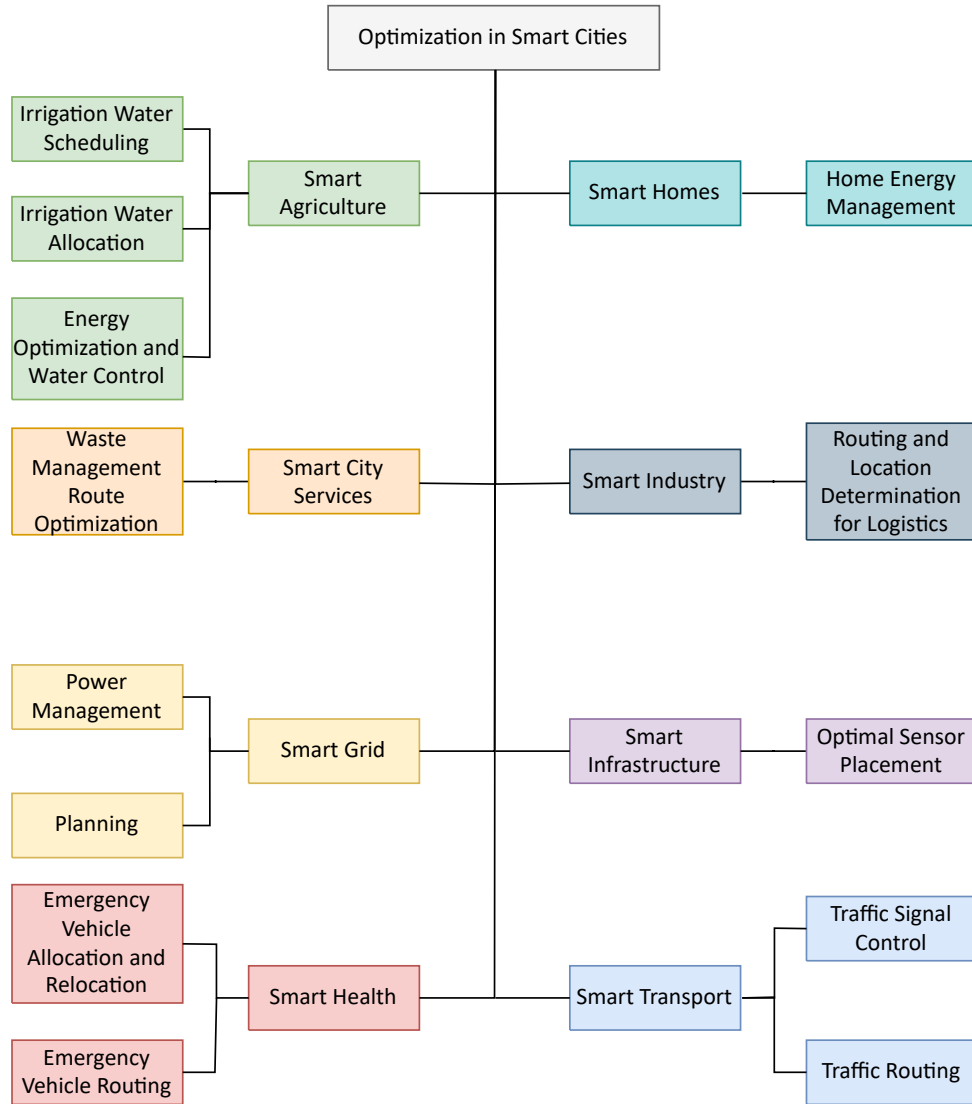 Optimization in Smart Cities
Irrigation Water
Scheduling
Irrigation Water
Allocation
Energy
Optimization and
Water Control
Smart
Agriculture
Smart Homes
Home Energy
Management
Waste
Management
Route
Optimization
Smart City
Services
Smart Industry
Routing and
Location
Determination
for Logistics
Power
Management
Planning
Smart Grid
Smart
Infrastructure
Optimal Sensor
Placement
Emergency
Vehicle
Allocation and
Relocation
Emergency
Vehicle Routing
Smart Health
Smart Transport
Traffic Signal
Control
Traffic Routing